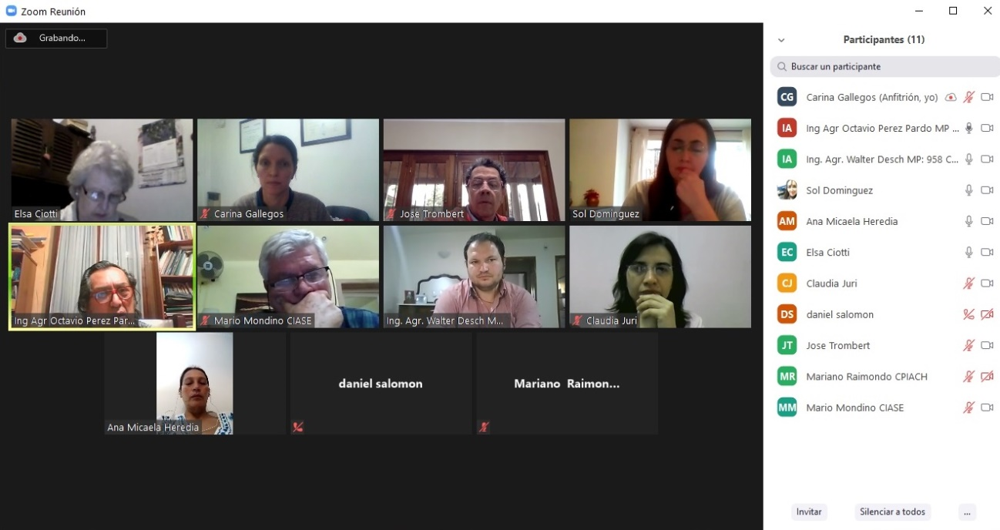 Zoom Reunión
Grabando...
Elsa Ciotti
Carina Gallegos
Jose Trombert
Sol Dominguez
Ing Agr Octavio Perez Par...
Mario Mondino CIASE
Ing. Agr. Walter Desch M...
Claudia Juri
Ana Micaela Heredia
daniel salomon
Mariano Raimon...
Participantes (11)
Buscar un participante
CG Carina Gallegos (Anfitrión, yo)
IA Ing Agr Octavio Perez Pardo MP ...
IA Ing. Agr. Walter Desch MP: 958 C...
Sol Dominguez
AM Ana Micaela Heredia
EC Elsa Ciotti
CJ Claudia Juri
DS daniel salomon
JT Jose Trombert
MR Mariano Raimondo CPIACH
MM Mario Mondino CIASE
Invitar
Silenciar a todos
...